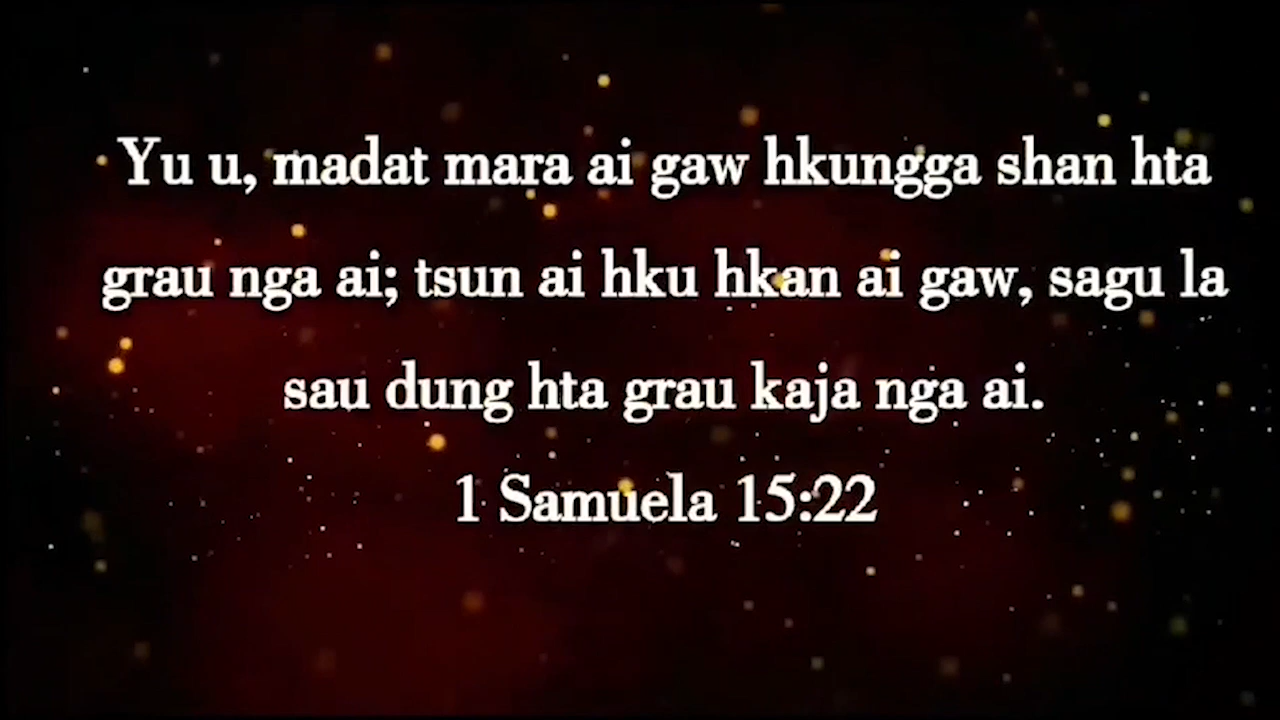 Yu u, madat mara ai gaw hkungga shan hta
grau nga ai; tsun ai hku hkan ai gaw, sagu la
sau dung hta grau kaja nga ai.
1 Samuela 15:22